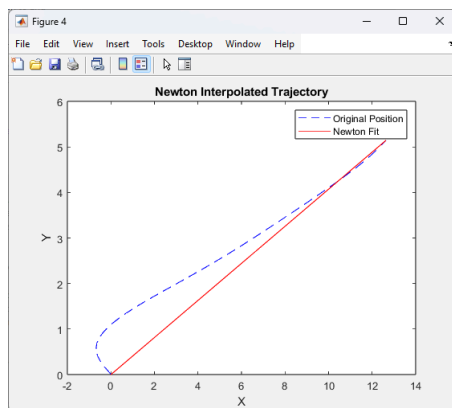 Figure 4
File Edit View Insert Tools Desktop Window Help
Newton Interpolated Trajectory
Original Position
Newton Fit
6
5
4
3
2
1
0
Y
-2 0 2 4 6 8 10 12 14
X